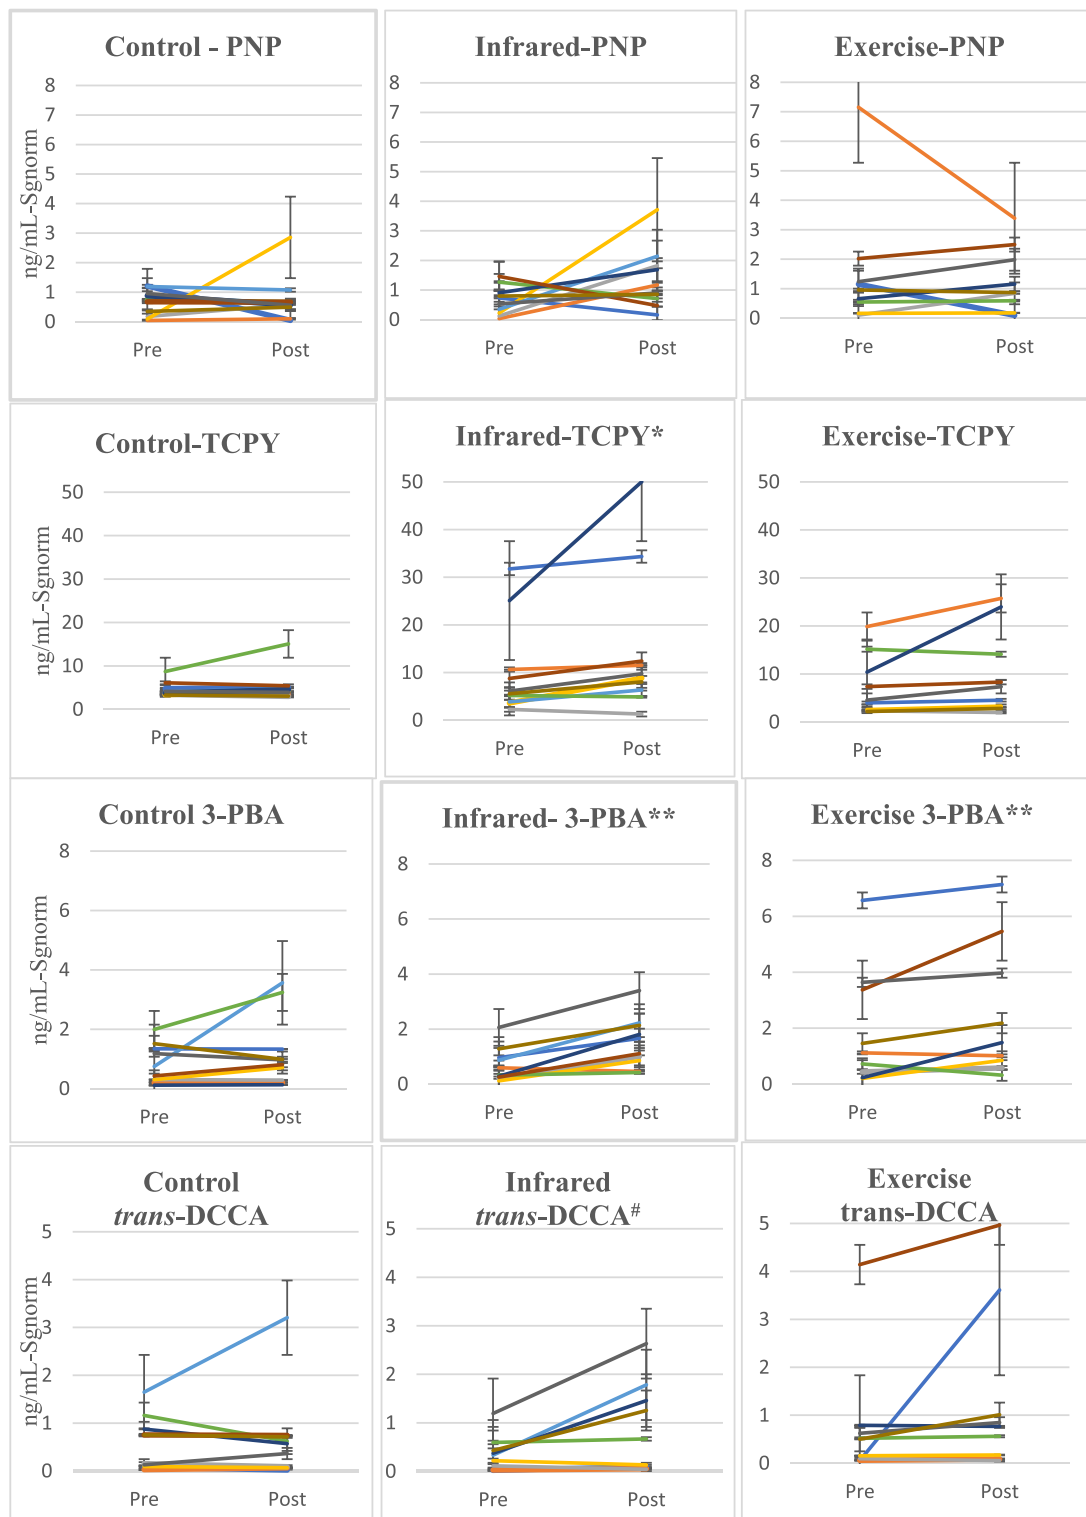 Control - PNP
ng/mL-Sgnorm
8
7
6
5
4
3
2
1
0
Pre Post
Infrared-PNP
8
7
6
5
4
3
2
1
0
Pre Post
Exercise-PNP
8
7
6
5
4
3
2
1
0
Pre Post
Control-TCPY
ng/mL-Sgnorm
50
40
30
20
10
0
Pre Post
Infrared-TCPY*
50
40
30
20
10
0
Pre Post
Exercise-TCPY
50
40
30
20
10
0
Pre Post
Control 3-PBA
ng/mL-Sgnorm
8
6
4
2
0
Pre Post
Infrared- 3-PBA**
8
6
4
2
0
Pre Post
Exercise 3-PBA**
8
6
4
2
0
Pre Post
Control
trans-DCCA
ng/mL-Sgnorm
5
4
3
2
1
0
Pre Post
Infrared
trans-DCCA#
5
4
3
2
1
0
Pre Post
Exercise
trans-DCCA
5
4
3
2
1
0
Pre Post